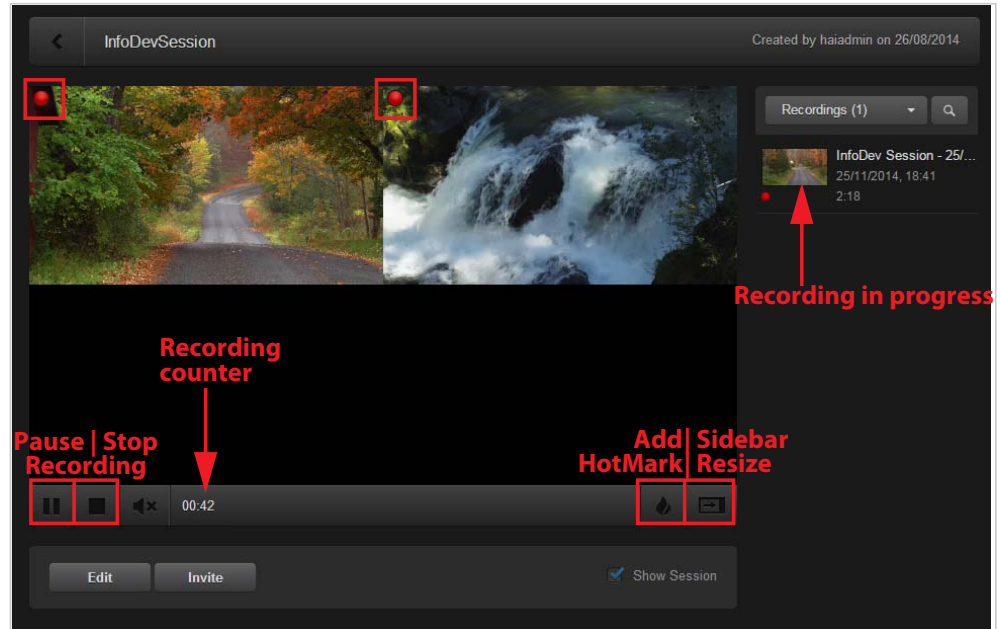 InfoDevSession
Created by haiadmin on 26/08/2014
Recordings (1)
InfoDev Session - 25/...
25/11/2014, 18:41
2:18
Recording in progress
Recording
counter
Pause | Stop
Recording
Add | Sidebar
HotMark | Resize
00:42
Edit
Invite
Show Session